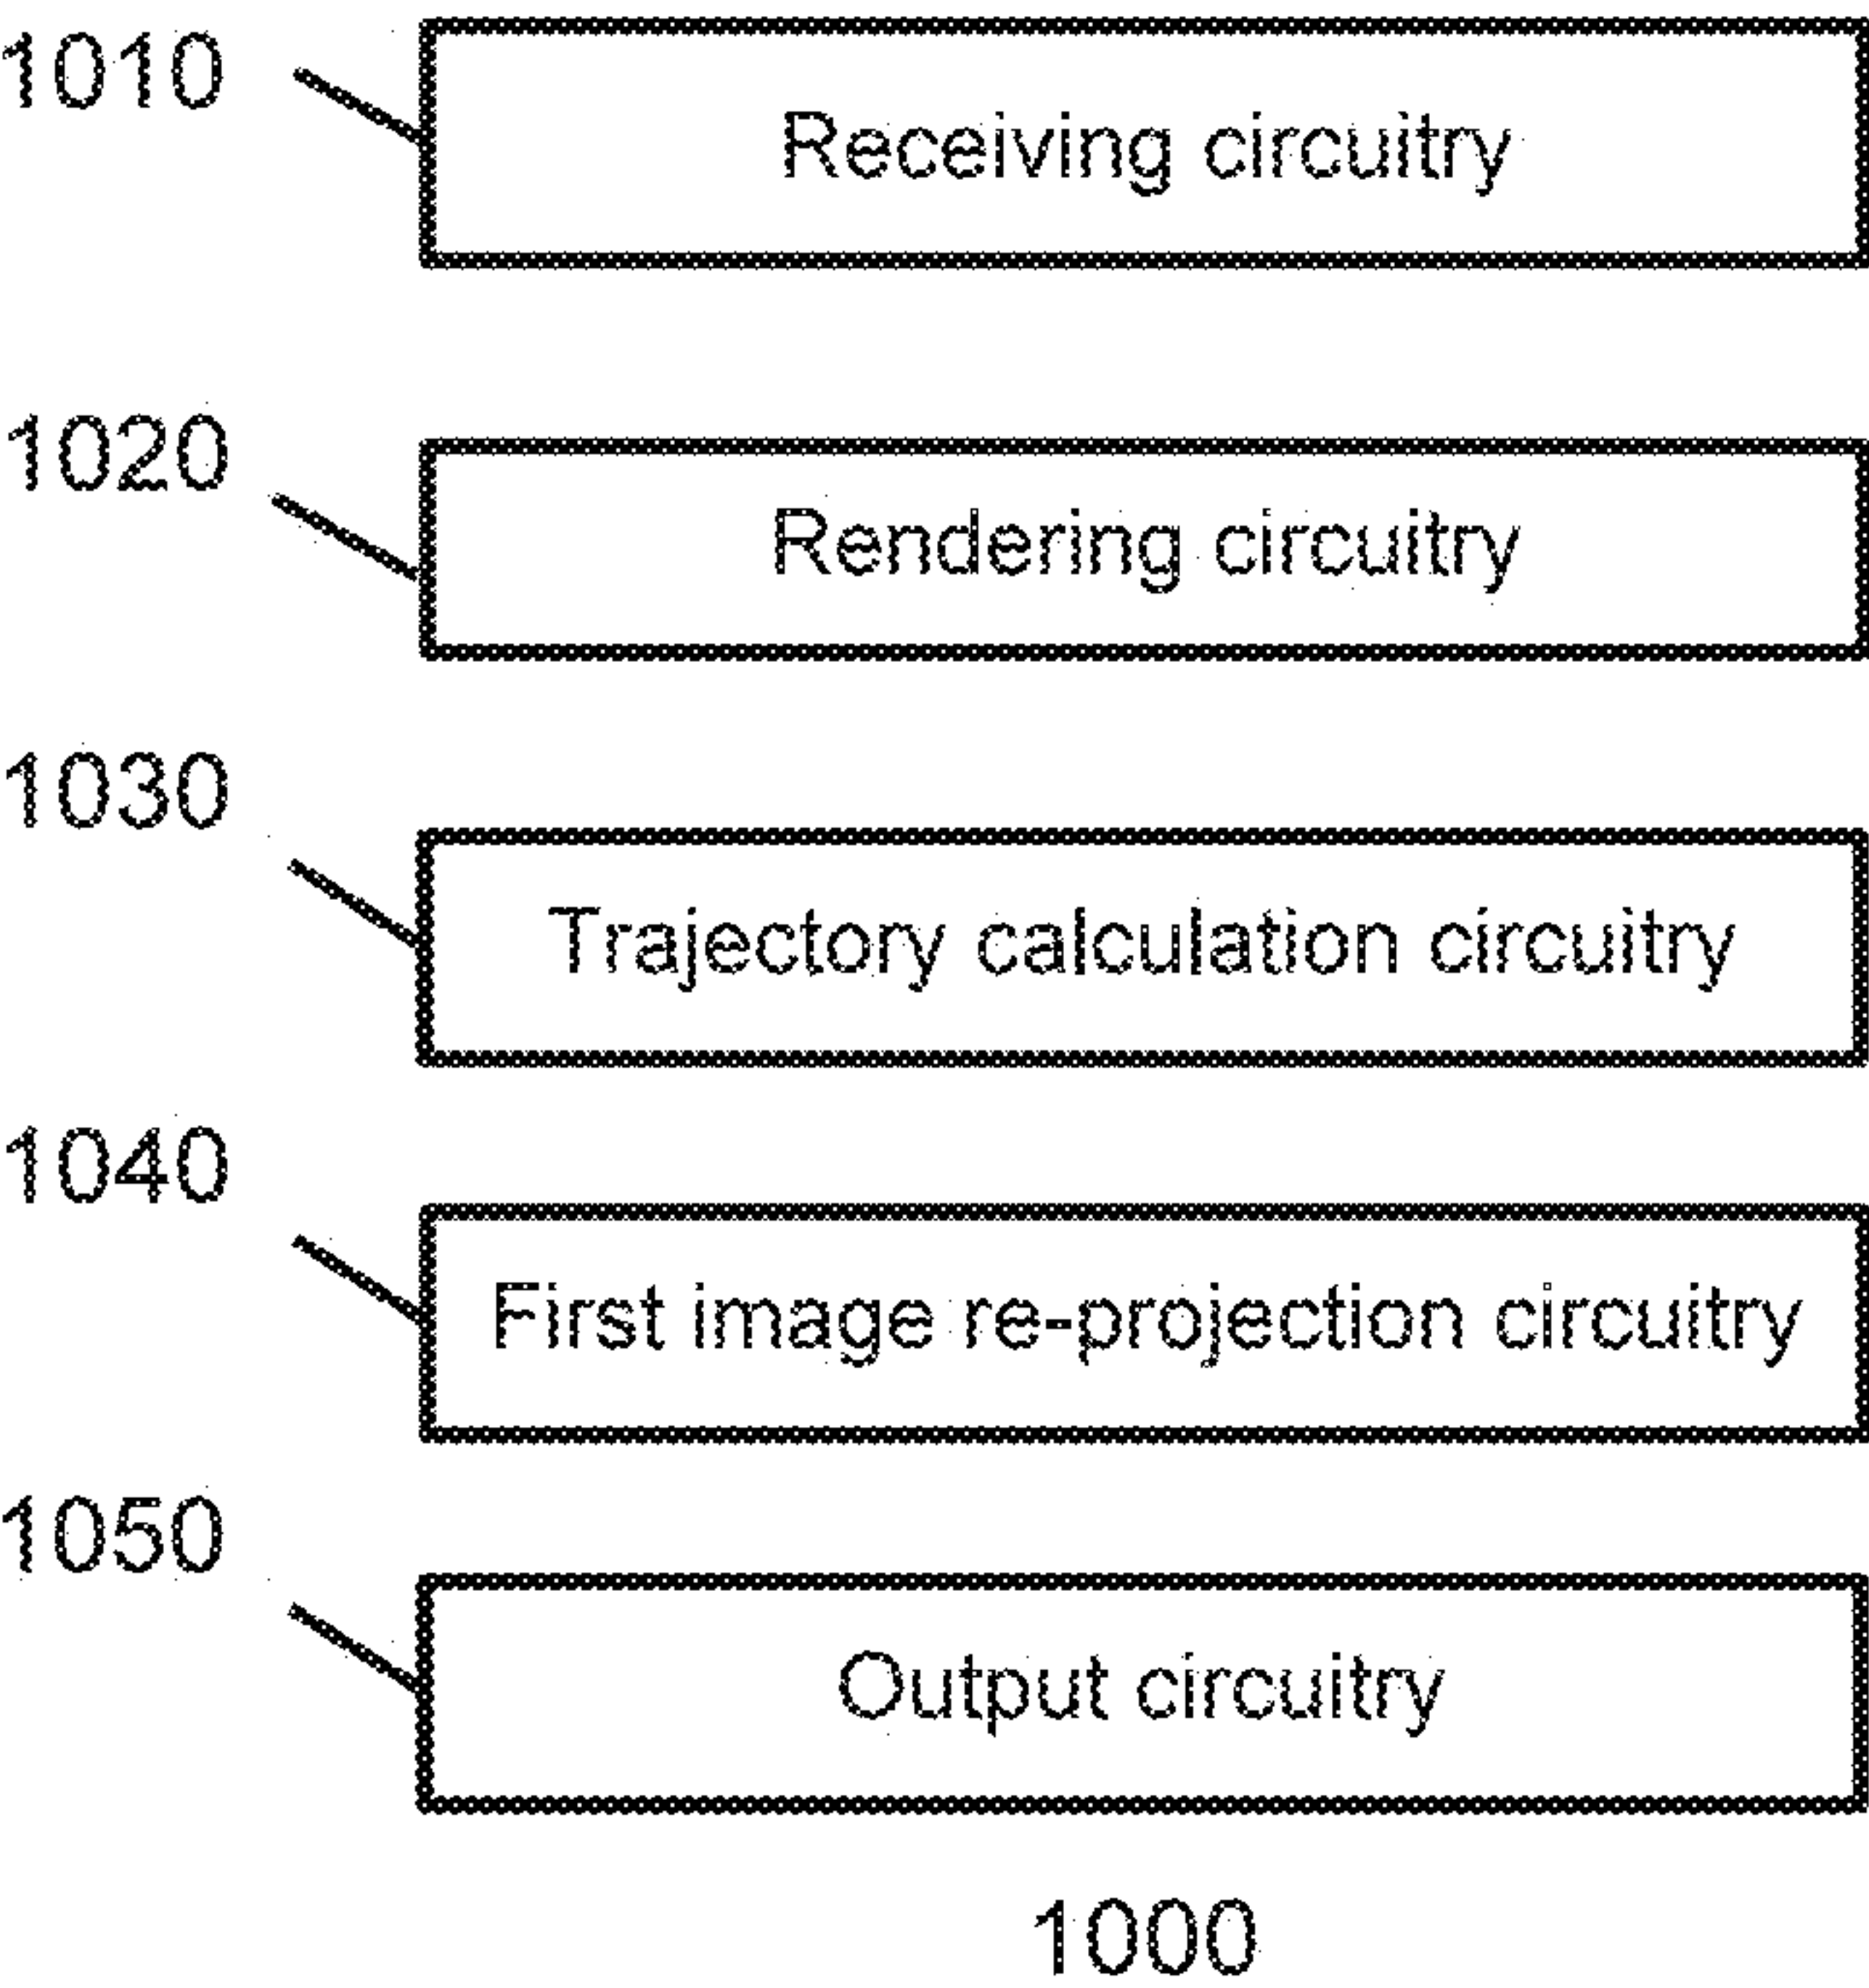 1010
Receiving circuitry
1020
Rendering circuitry
1030
Trajectory calculation circuitry
1040
First image re-projection circuitry
1050
Output circuitry
1000